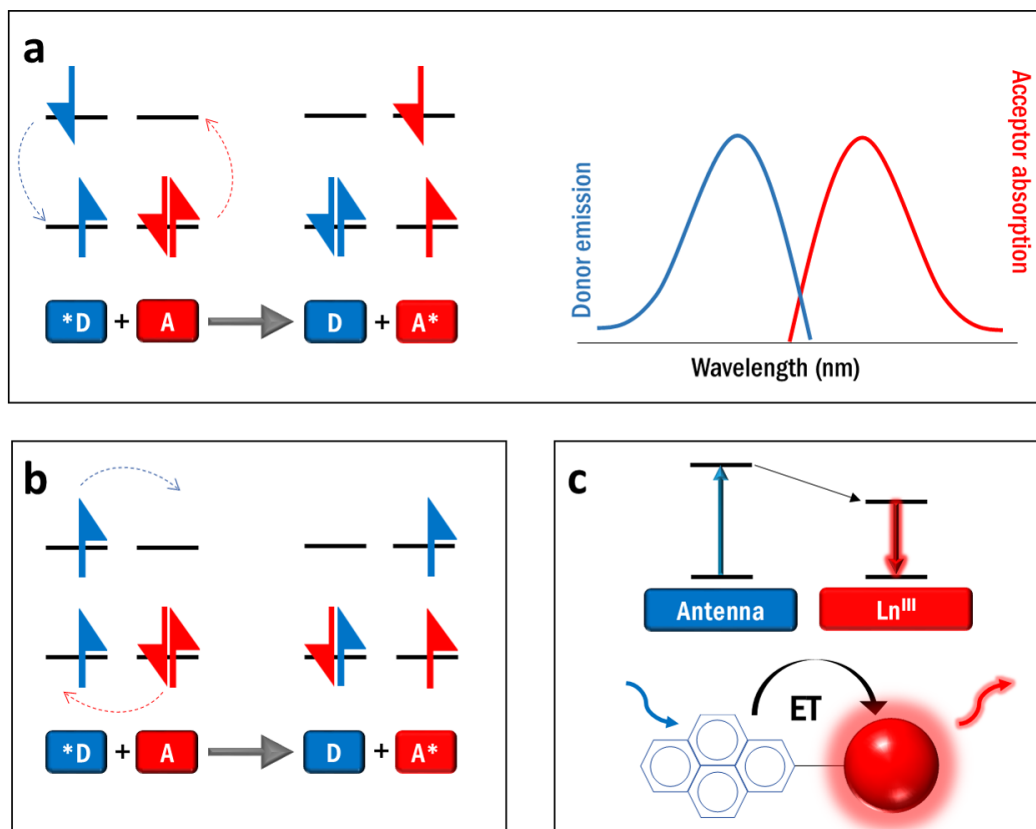 a
*D + A D + A*
Donor emission
Acceptor absorption
Wavelength (nm)
b
*D + A D + A*
c
Antenna
Lnᴵᴵᴵ
ET